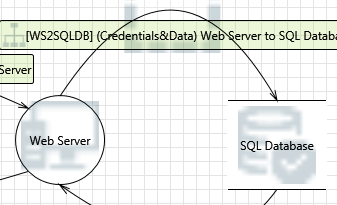 [WS2SQLDB] (Credentials&Data) Web Server to SQL Databa
Server
Web Server
SQL Database